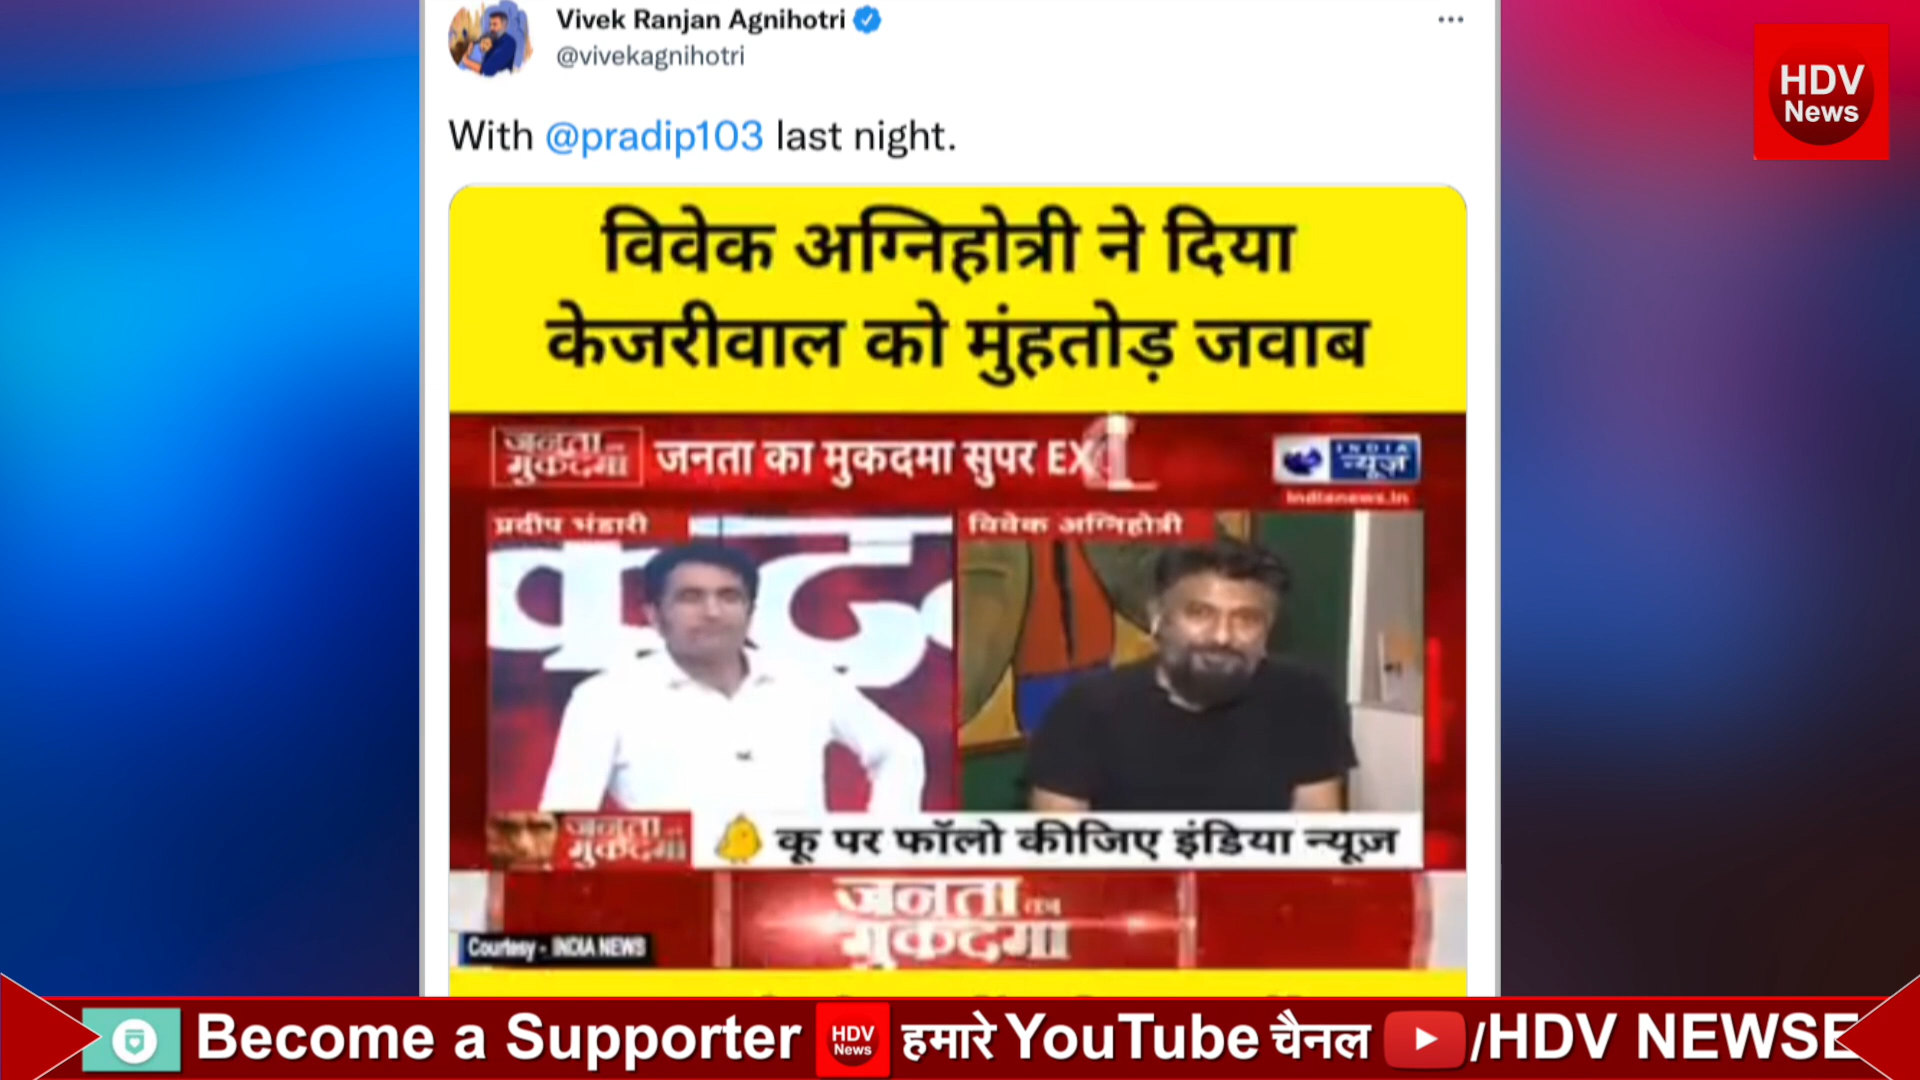 Vivek Ranjan Agnihotri
@vivekagnihotri
HDV
News
With @pradip103 last night.
विवेक अग्निहोत्री ने दिया
केजरीवाल को मुंहतोड़ जवाब
जनता का
मुकदमा
जनता का मुकदमा सुपर EX
INDIA
न्यूज़
indianews.in
प्रदीप भंडारी
विवेक अग्निहोत्री
जनता का
मुकदमा
कू पर फॉलो कीजिए इंडिया न्यूज़
जनता का
मुकदमा
Courtesy - INDIA NEWS
Become a Supporter HDV News हमारे YouTube चैनल /HDV NEWSE